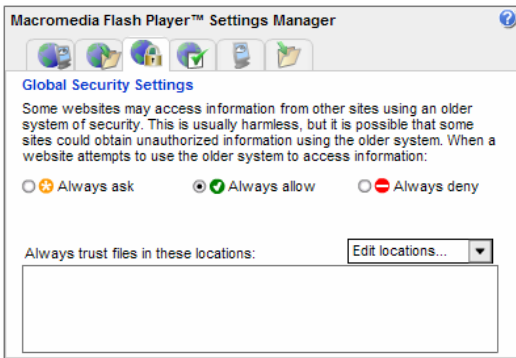 Macromedia Flash Player™ Settings Manager
?
Global Security Settings
Some websites may access information from other sites using an older
system of security. This is usually harmless, but it is possible that some
sites could obtain unauthorized information using the older system. When a
website attempts to use the older system to access information:
Always ask Always allow Always deny
Always trust files in these locations: Edit locations...